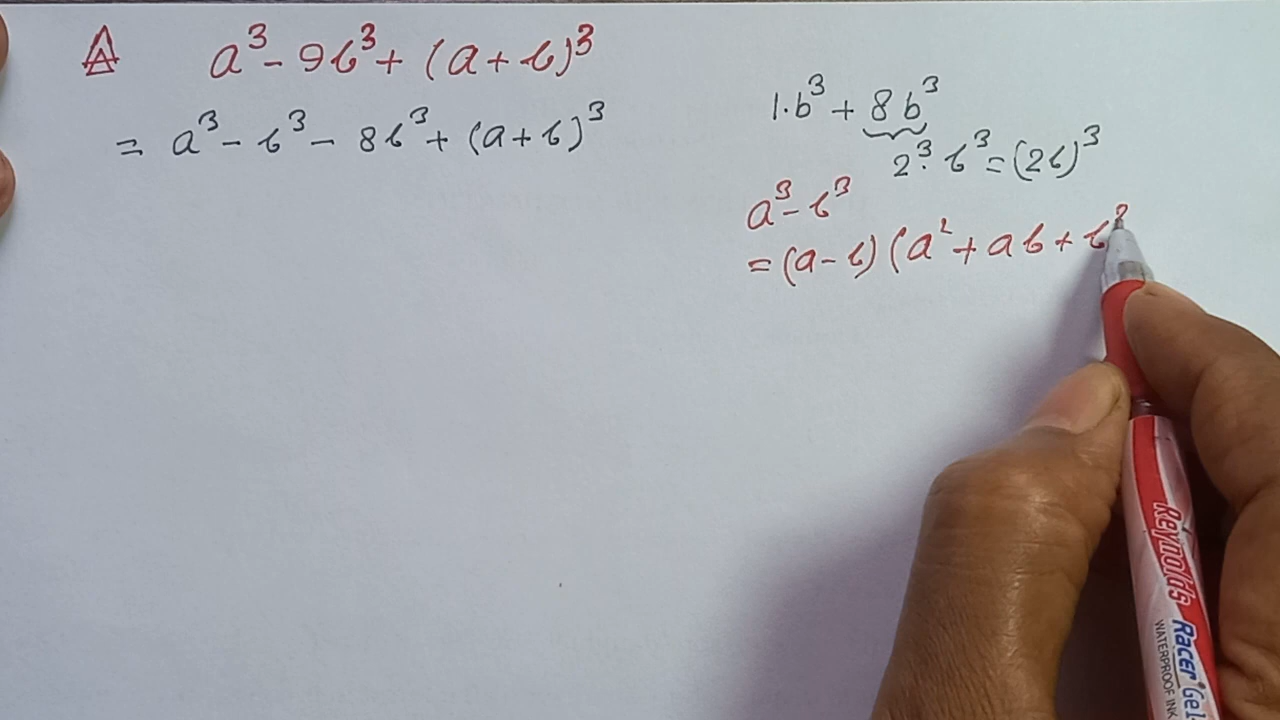 A a³ - 9b³ + (a+b)³
= a³ - b³ - 8b³ + (a+b)³
1·b³ + 8b³
2³·b³ = (2b)³
a³ - b³
= (a-b)(a² + ab + b²
Reynolds Racer Gel
WATERPROOF INK